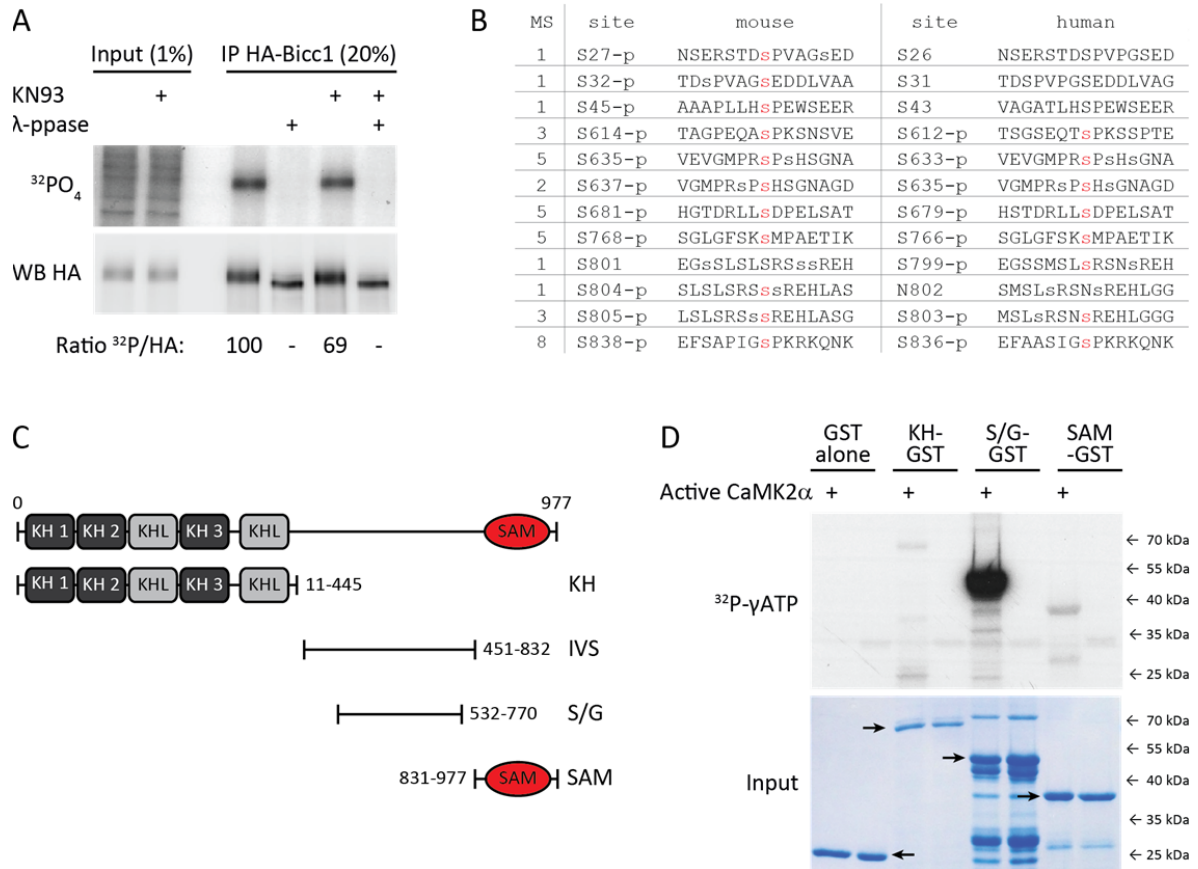 A
Input (1%) IP HA-Bicc1 (20%)
KN93 + + +
λ-ppase + +
³²PO₄
WB HA
Ratio ³²P/HA: 100 - 69 -
B
MS site mouse site human
1 S27-p NSERSTDsPVAGsED S26 NSERSTDSPVPGSED
1 S32-p TDsPVAGsEDDLVAA S31 TDSPVPGSEDDLVAG
1 S45-p AAAPLLHsPEWSEER S43 VAGATLHSPEWSEER
3 S614-p TAGPEQAsPKSNSVE S612-p TSGSEQTsPKSSPTE
5 S635-p VEVGMPRsPsHSGNA S633-p VEVGMPRsPsHsGNA
2 S637-p VGMPRsPsHSGNAGD S635-p VGMPRsPsHsGNAGD
5 S681-p HGTDRLLsDPELSAT S679-p HSTDRLLsDPELSAT
5 S768-p SGLGFSKsMPAETIK S766-p SGLGFSKsMPAETIK
1 S801 EGsSLSLSRSssREH S799-p EGSSMSLsRSNsREH
1 S804-p SLSLSRSssREHLAS N802 SMSLsRSNsREHLGG
3 S805-p LSLSRSssREHLASG S803-p MSLsRSNsREHLGGG
8 S838-p EFSAPIGsPKRKQNK S836-p EFAASIGsPKRKQNK
C
0 977
KH 1 KH 2 KHL KH 3 KHL SAM
KH 1 KH 2 KHL KH 3 KHL 11-445 KH
451-832 IVS
532-770 S/G
831-977 SAM SAM
D
GST alone KH-GST S/G-GST SAM-GST
Active CaMK2α + + + +
³²P-γATP
← 70 kDa
← 55 kDa
← 40 kDa
← 35 kDa
← 25 kDa
Input
← 70 kDa
← 55 kDa
← 40 kDa
← 35 kDa
← 25 kDa